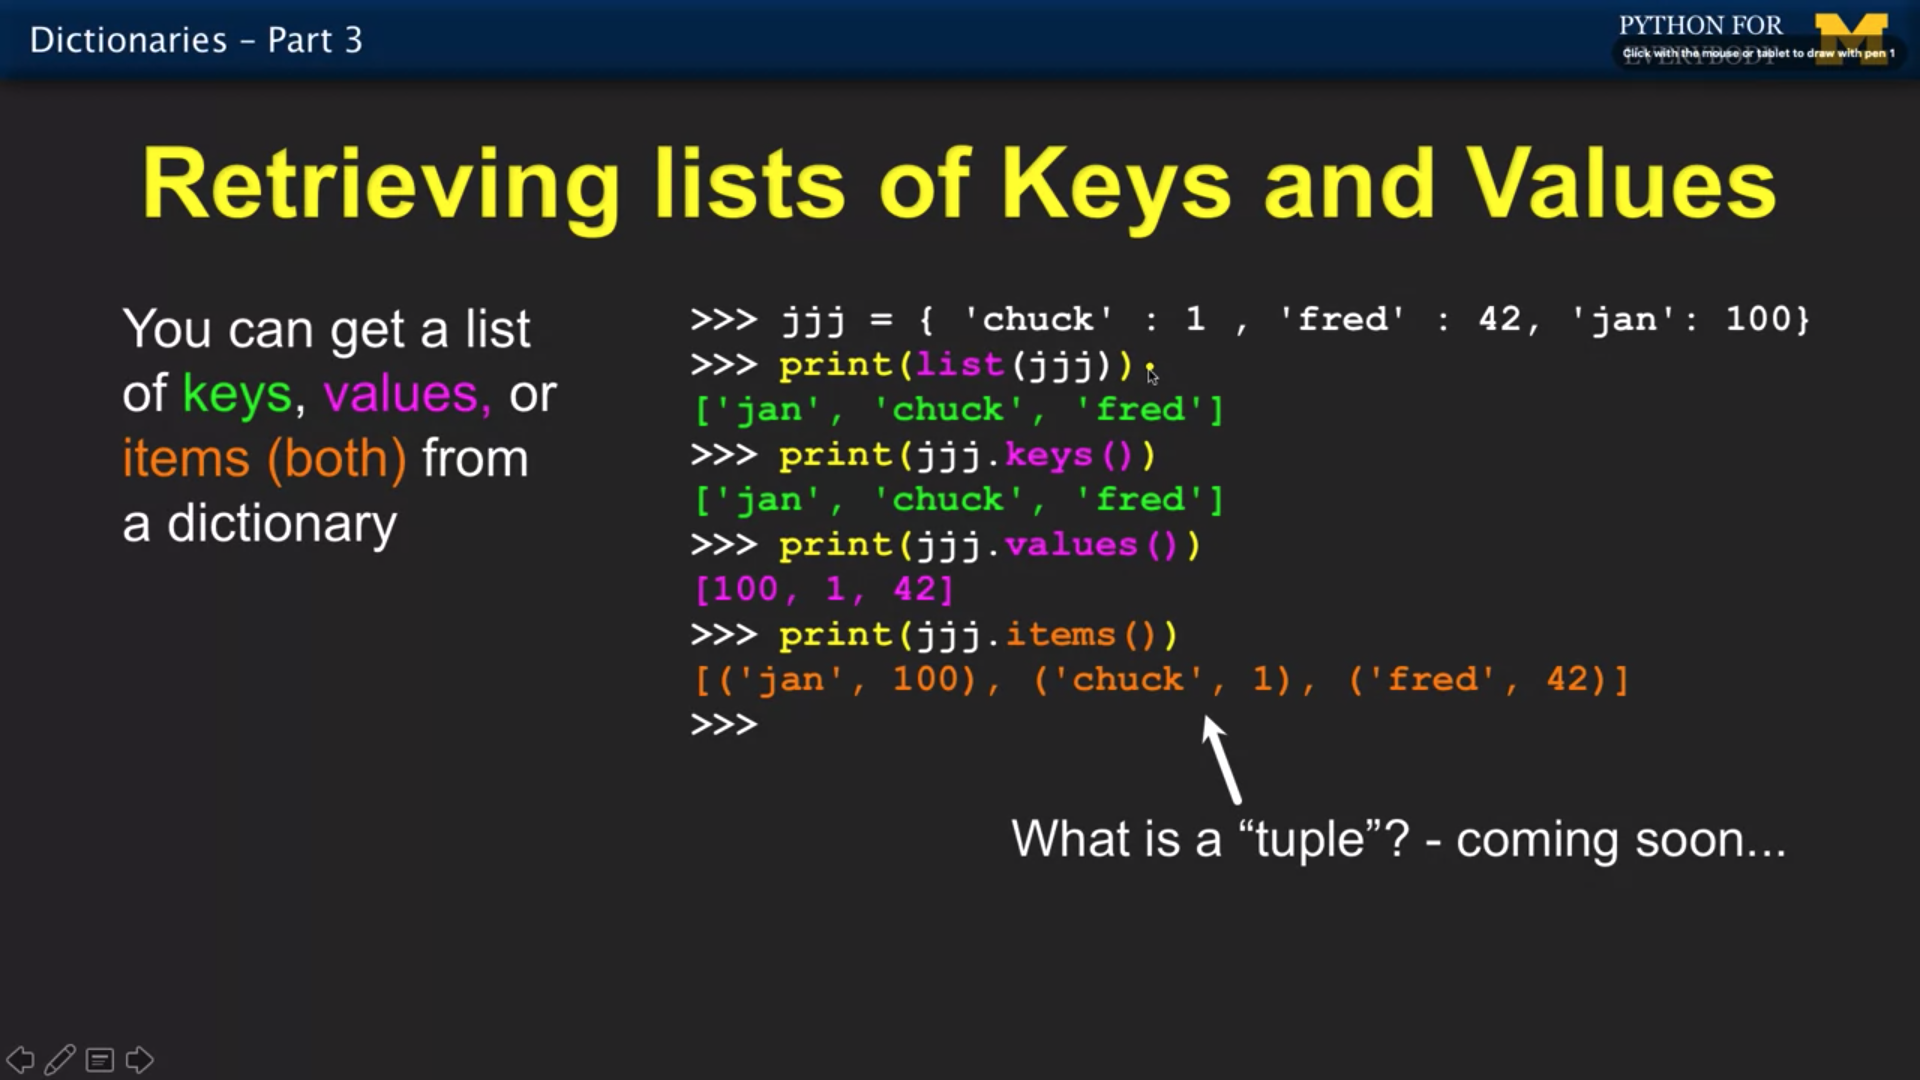 Dictionaries – Part 3
PYTHON FOR
EVERYBODY
Click with the mouse or tablet to draw with pen 1
Retrieving lists of Keys and Values
You can get a list
of keys, values, or
items (both) from
a dictionary
>>> jjj = { 'chuck' : 1 , 'fred' : 42, 'jan': 100}
>>> print(list(jjj))
['jan', 'chuck', 'fred']
>>> print(jjj.keys())
['jan', 'chuck', 'fred']
>>> print(jjj.values())
[100, 1, 42]
>>> print(jjj.items())
[('jan', 100), ('chuck', 1), ('fred', 42)]
>>>
What is a “tuple”? - coming soon...